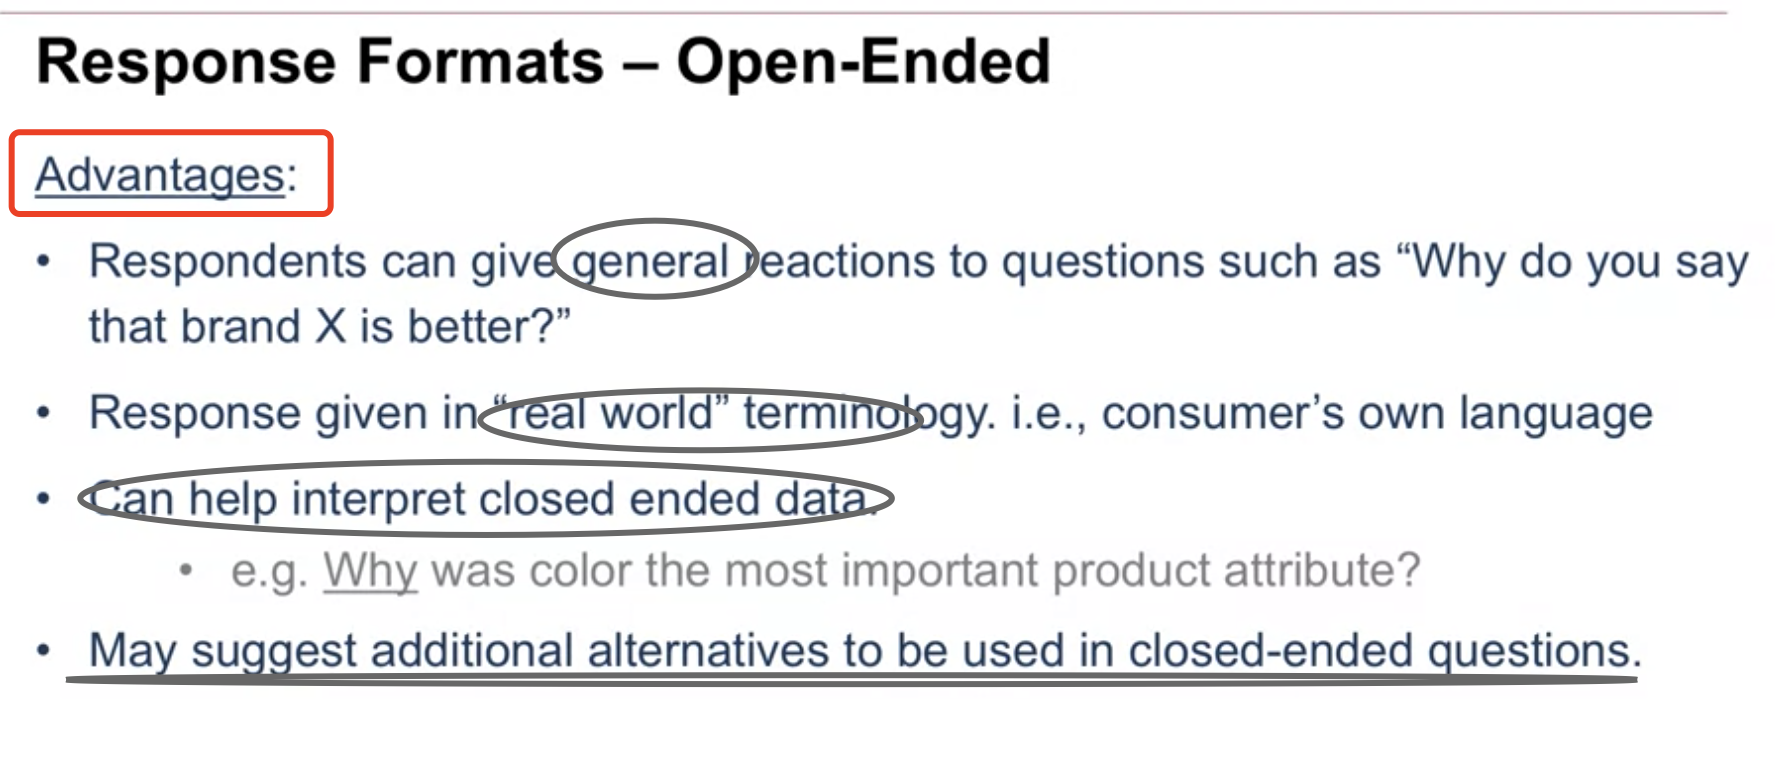 Response Formats – Open-Ended
Advantages:
• Respondents can give general reactions to questions such as “Why do you say
that brand X is better?”
• Response given in “real world” terminology. i.e., consumer’s own language
• Can help interpret closed ended data.
• e.g. Why was color the most important product attribute?
• May suggest additional alternatives to be used in closed-ended questions.